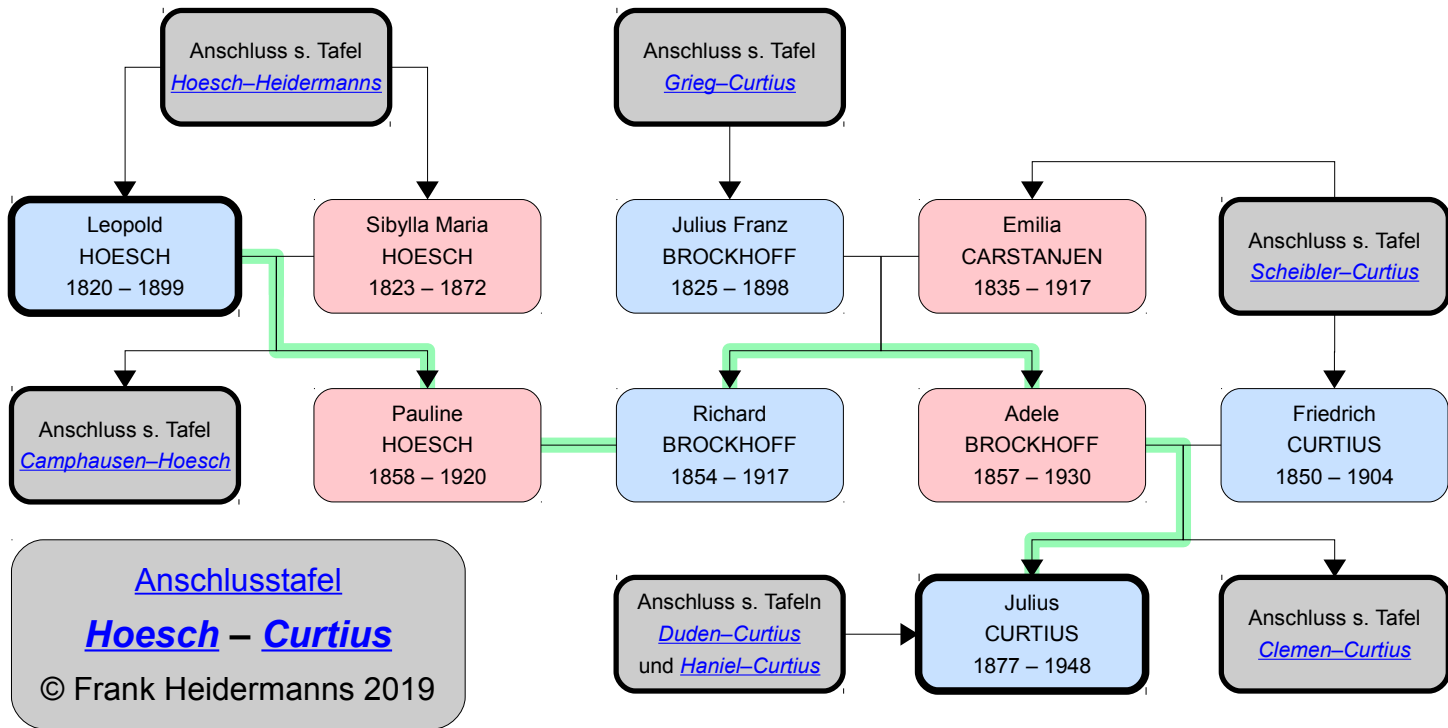 Anschluss s. Tafel
Hoesch–Heidermanns
Anschluss s. Tafel
Grieg–Curtius
Leopold
HOESCH
1820 – 1899
Sibylla Maria
HOESCH
1823 – 1872
Julius Franz
BROCKHOFF
1825 – 1898
Emilia
CARSTANJEN
1835 – 1917
Anschluss s. Tafel
Scheibler–Curtius
Anschluss s. Tafel
Camphausen–Hoesch
Pauline
HOESCH
1858 – 1920
Richard
BROCKHOFF
1854 – 1917
Adele
BROCKHOFF
1857 – 1930
Friedrich
CURTIUS
1850 – 1904
Anschlusstafel
Hoesch – Curtius
© Frank Heidermanns 2019
Anschluss s. Tafeln
Duden–Curtius
und Haniel–Curtius
Julius
CURTIUS
1877 – 1948
Anschluss s. Tafel
Clemen–Curtius